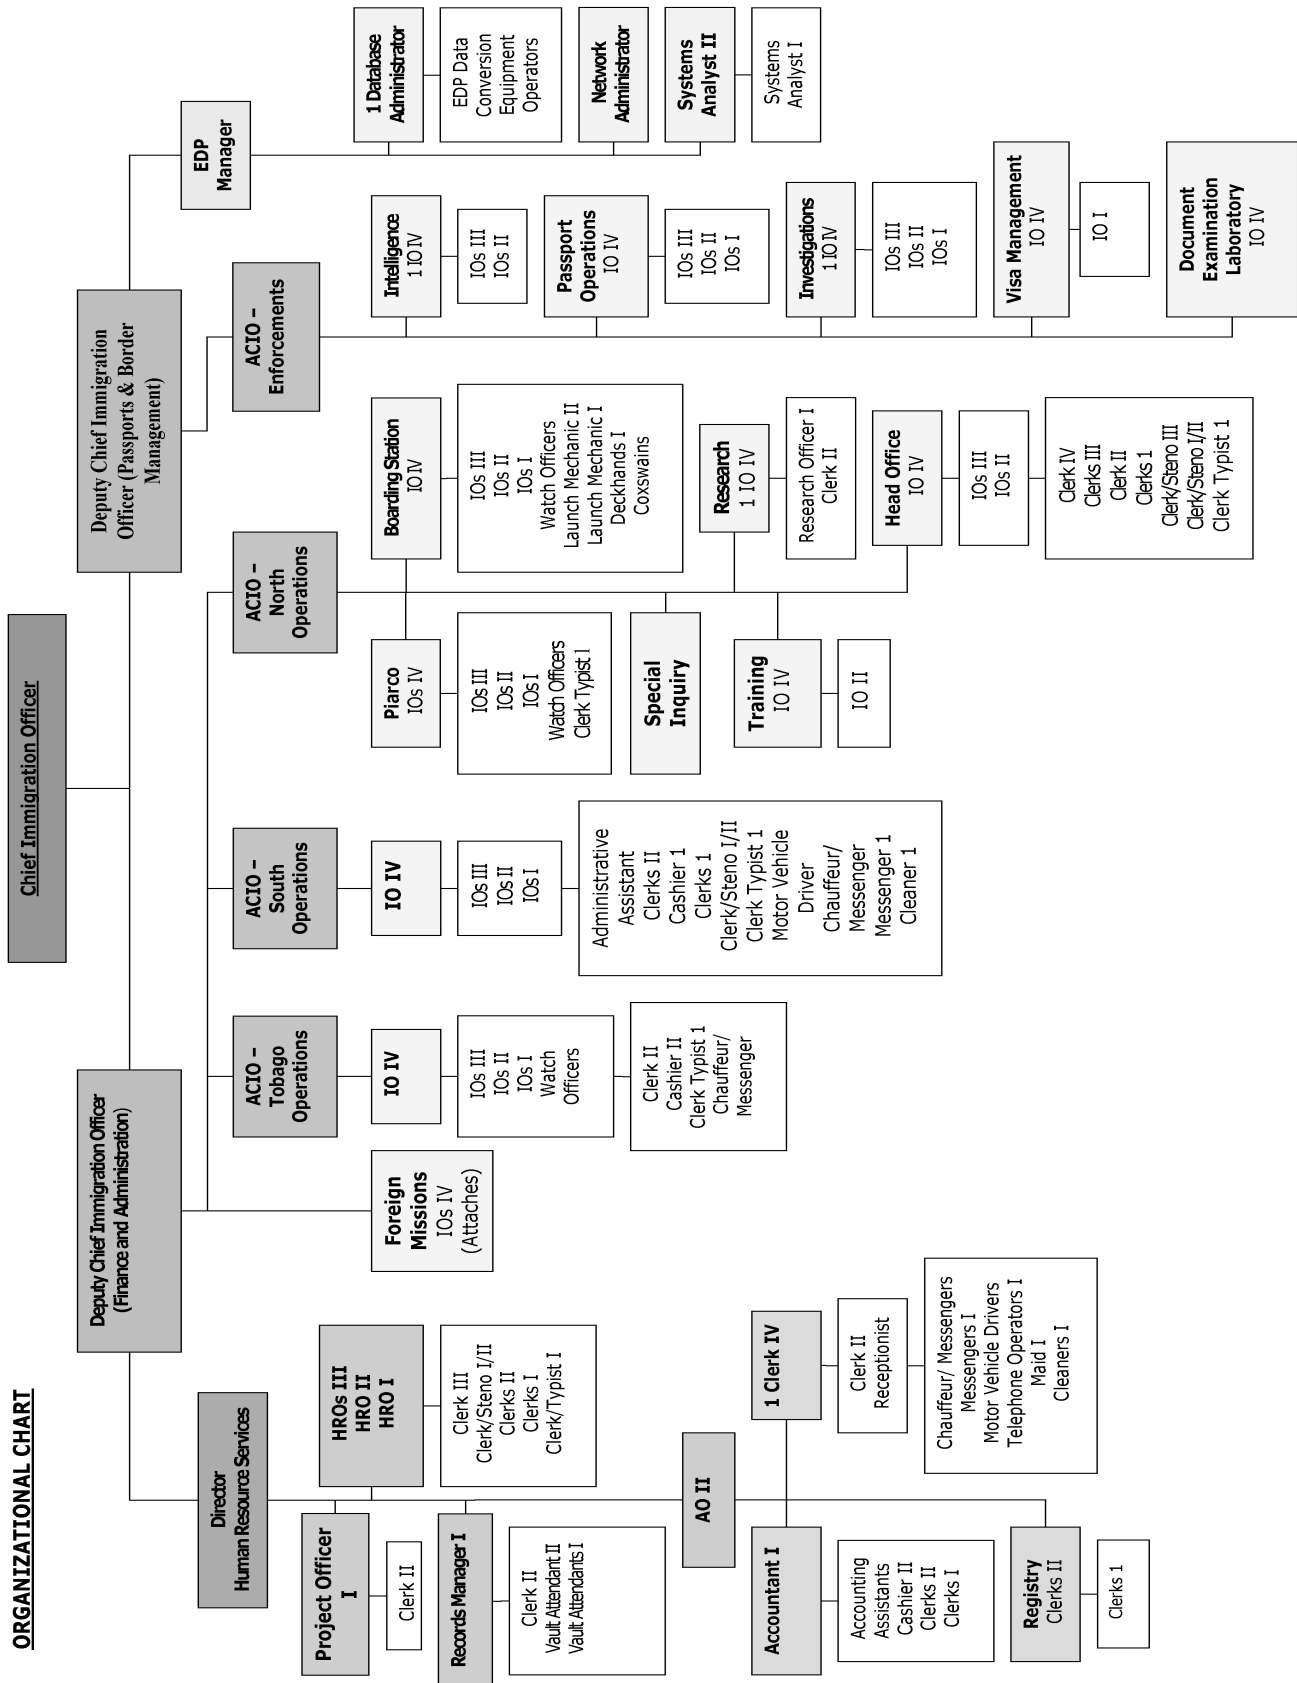 ORGANIZATIONAL CHART
Chief Immigration Officer
Deputy Chief Immigration Officer
(Finance and Administration)
Deputy Chief Immigration
Officer (Passports & Border
Management)
Director
Human Resource Services
Project Officer
I
Clerk II
HROs III
HRO II
HRO I
Clerk III
Clerk/Steno I/II
Clerks II
Clerks I
Clerk/Typist I
Records Manager I
Clerk II
Vault Attendant II
Vault Attendants I
AO II
Accountant I
Accounting
Assistants
Cashier II
Clerks II
Clerks I
1 Clerk IV
Clerk II
Receptionist
Chauffeur/ Messengers
Messengers I
Motor Vehicle Drivers
Telephone Operators I
Maid I
Cleaners I
Registry
Clerks II
Clerks 1
Foreign
Missions
IOs IV
(Attaches)
ACIO –
Tobago
Operations
IO IV
IOs III
IOs II
IOs I
Watch
Officers
Clerk II
Cashier II
Clerk Typist 1
Chauffeur/
Messenger
ACIO –
South
Operations
IO IV
IOs III
IOs II
IOs I
Administrative
Assistant
Clerks II
Cashier 1
Clerks 1
Clerk/Steno I/II
Clerk Typist 1
Motor Vehicle
Driver
Chauffeur/
Messenger
Messenger 1
Cleaner 1
ACIO –
North
Operations
Piarco
IOs IV
IOs III
IOs II
IOs I
Watch Officers
Clerk Typist I
Boarding Station
IO IV
IOs III
IOs II
IOs I
Watch Officers
Launch Mechanic II
Launch Mechanic I
Deckhands I
Coxswains
Special
Inquiry
Research
1 IO IV
Research Officer I
Clerk II
Training
IO IV
IO II
Head Office
IO IV
IOs III
IOs II
Clerk IV
Clerks III
Clerk II
Clerks 1
Clerk/Steno III
Clerk/Steno I/II
Clerk Typist 1
ACIO –
Enforcements
Intelligence
1 IO IV
IOs III
IOs II
Passport
Operations
IO IV
IOs III
IOs II
IOs I
Investigations
1 IO IV
IOs III
IOs II
IOs I
Visa Management
IO IV
IO I
Document
Examination
Laboratory
IO IV
EDP
Manager
1 Database
Administrator
EDP Data
Conversion
Equipment
Operators
Network
Administrator
Systems
Analyst II
Systems
Analyst I